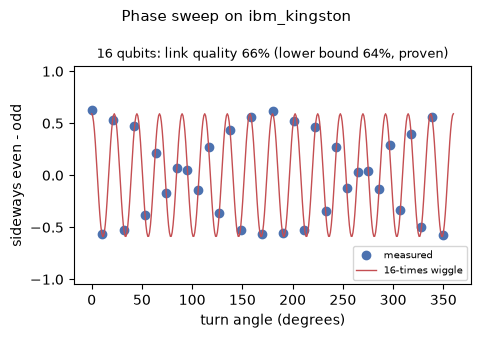 Phase sweep on ibm_kingston
16 qubits: link quality 66% (lower bound 64%, proven)
sideways even - odd
1.0
0.5
0.0
−0.5
−1.0
measured
16-times wiggle
0
50
100
150
200
250
300
350
turn angle (degrees)